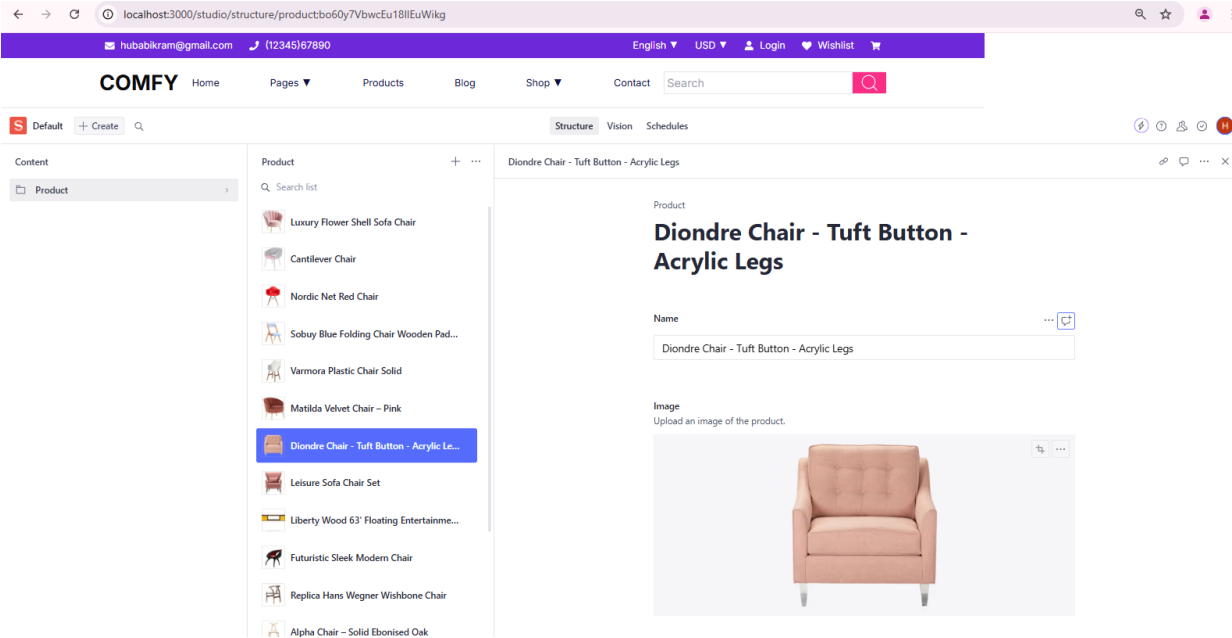 localhost:3000/studio/structure/product;bo60y7VbwcEu18IlEuWikg
hubabikram@gmail.com (12345)67890 English ▼ USD ▼ Login Wishlist
COMFY Home Pages ▼ Products Blog Shop ▼ Contact Search
S Default + Create Structure Vision Schedules H
Content
Product
Product
Search list
Luxury Flower Shell Sofa Chair
Cantilever Chair
Nordic Net Red Chair
Sobuy Blue Folding Chair Wooden Pad...
Varmora Plastic Chair Solid
Matilda Velvet Chair – Pink
Diondre Chair - Tuft Button - Acrylic Le...
Leisure Sofa Chair Set
Liberty Wood 63' Floating Entertainme...
Futuristic Sleek Modern Chair
Replica Hans Wegner Wishbone Chair
Alpha Chair – Solid Ebonised Oak
Diondre Chair - Tuft Button - Acrylic Legs
Product
Diondre Chair - Tuft Button -
Acrylic Legs
Name
Diondre Chair - Tuft Button - Acrylic Legs
Image
Upload an image of the product.